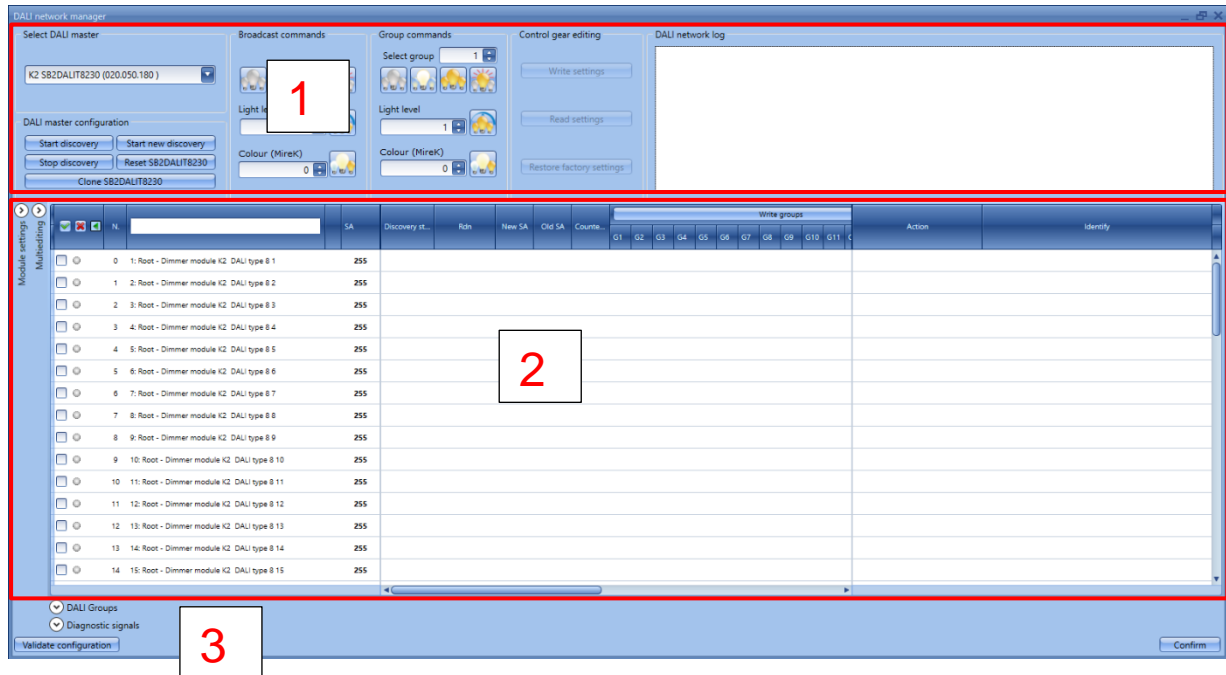 DALI network manager
Select DALI master
Broadcast commands
Group commands
Control gear editing
DALI network log
Select group 1
K2 SB2DALIT8230 (020.050.180 )
Write settings
1
Light level
1
Read settings
DALI master configuration
Start discovery Start new discovery
Stop discovery Reset SB2DALIT8230
Clone SB2DALIT8230
Colour (MireK)
0
Colour (MireK)
0
Restore factory settings
Module settings
Multiediting
N. SA Discovery st... Rdn New SA Old SA Counte... Write groups Action Identify
G1 G2 G3 G4 G5 G6 G7 G8 G9 G10 G11
0 1: Root - Dimmer module K2 DALI type 8 1 255
1 2: Root - Dimmer module K2 DALI type 8 2 255
2 3: Root - Dimmer module K2 DALI type 8 3 255
3 4: Root - Dimmer module K2 DALI type 8 4 255
4 5: Root - Dimmer module K2 DALI type 8 5 255
5 6: Root - Dimmer module K2 DALI type 8 6 255
6 7: Root - Dimmer module K2 DALI type 8 7 255
7 8: Root - Dimmer module K2 DALI type 8 8 255
8 9: Root - Dimmer module K2 DALI type 8 9 255
9 10: Root - Dimmer module K2 DALI type 8 10 255
10 11: Root - Dimmer module K2 DALI type 8 11 255
11 12: Root - Dimmer module K2 DALI type 8 12 255
12 13: Root - Dimmer module K2 DALI type 8 13 255
13 14: Root - Dimmer module K2 DALI type 8 14 255
14 15: Root - Dimmer module K2 DALI type 8 15 255
2
DALI Groups
Diagnostic signals
3
Validate configuration
Confirm